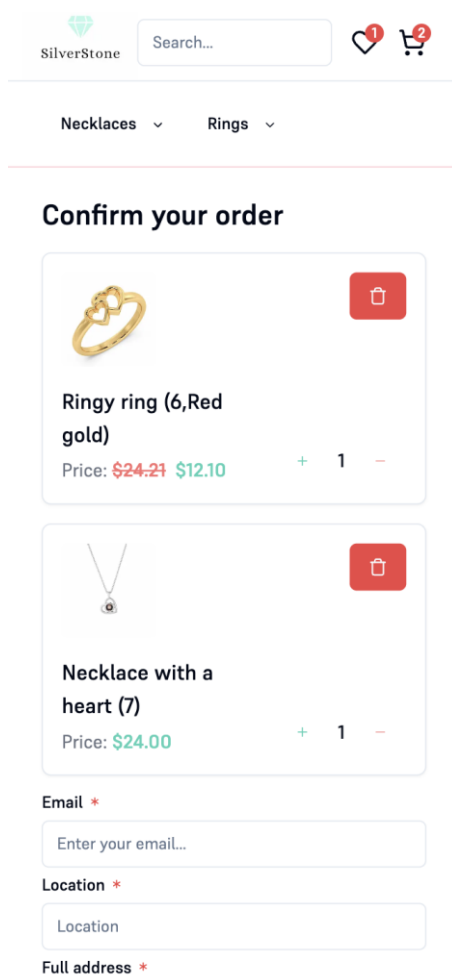 SilverStone
Search...
1
2
Necklaces
Rings
Confirm your order
Ringy ring (6,Red
gold)
Price: $24.21 $12.10
+ 1 −
Necklace with a
heart (7)
Price: $24.00
+ 1 −
Email *
Enter your email...
Location *
Location
Full address *